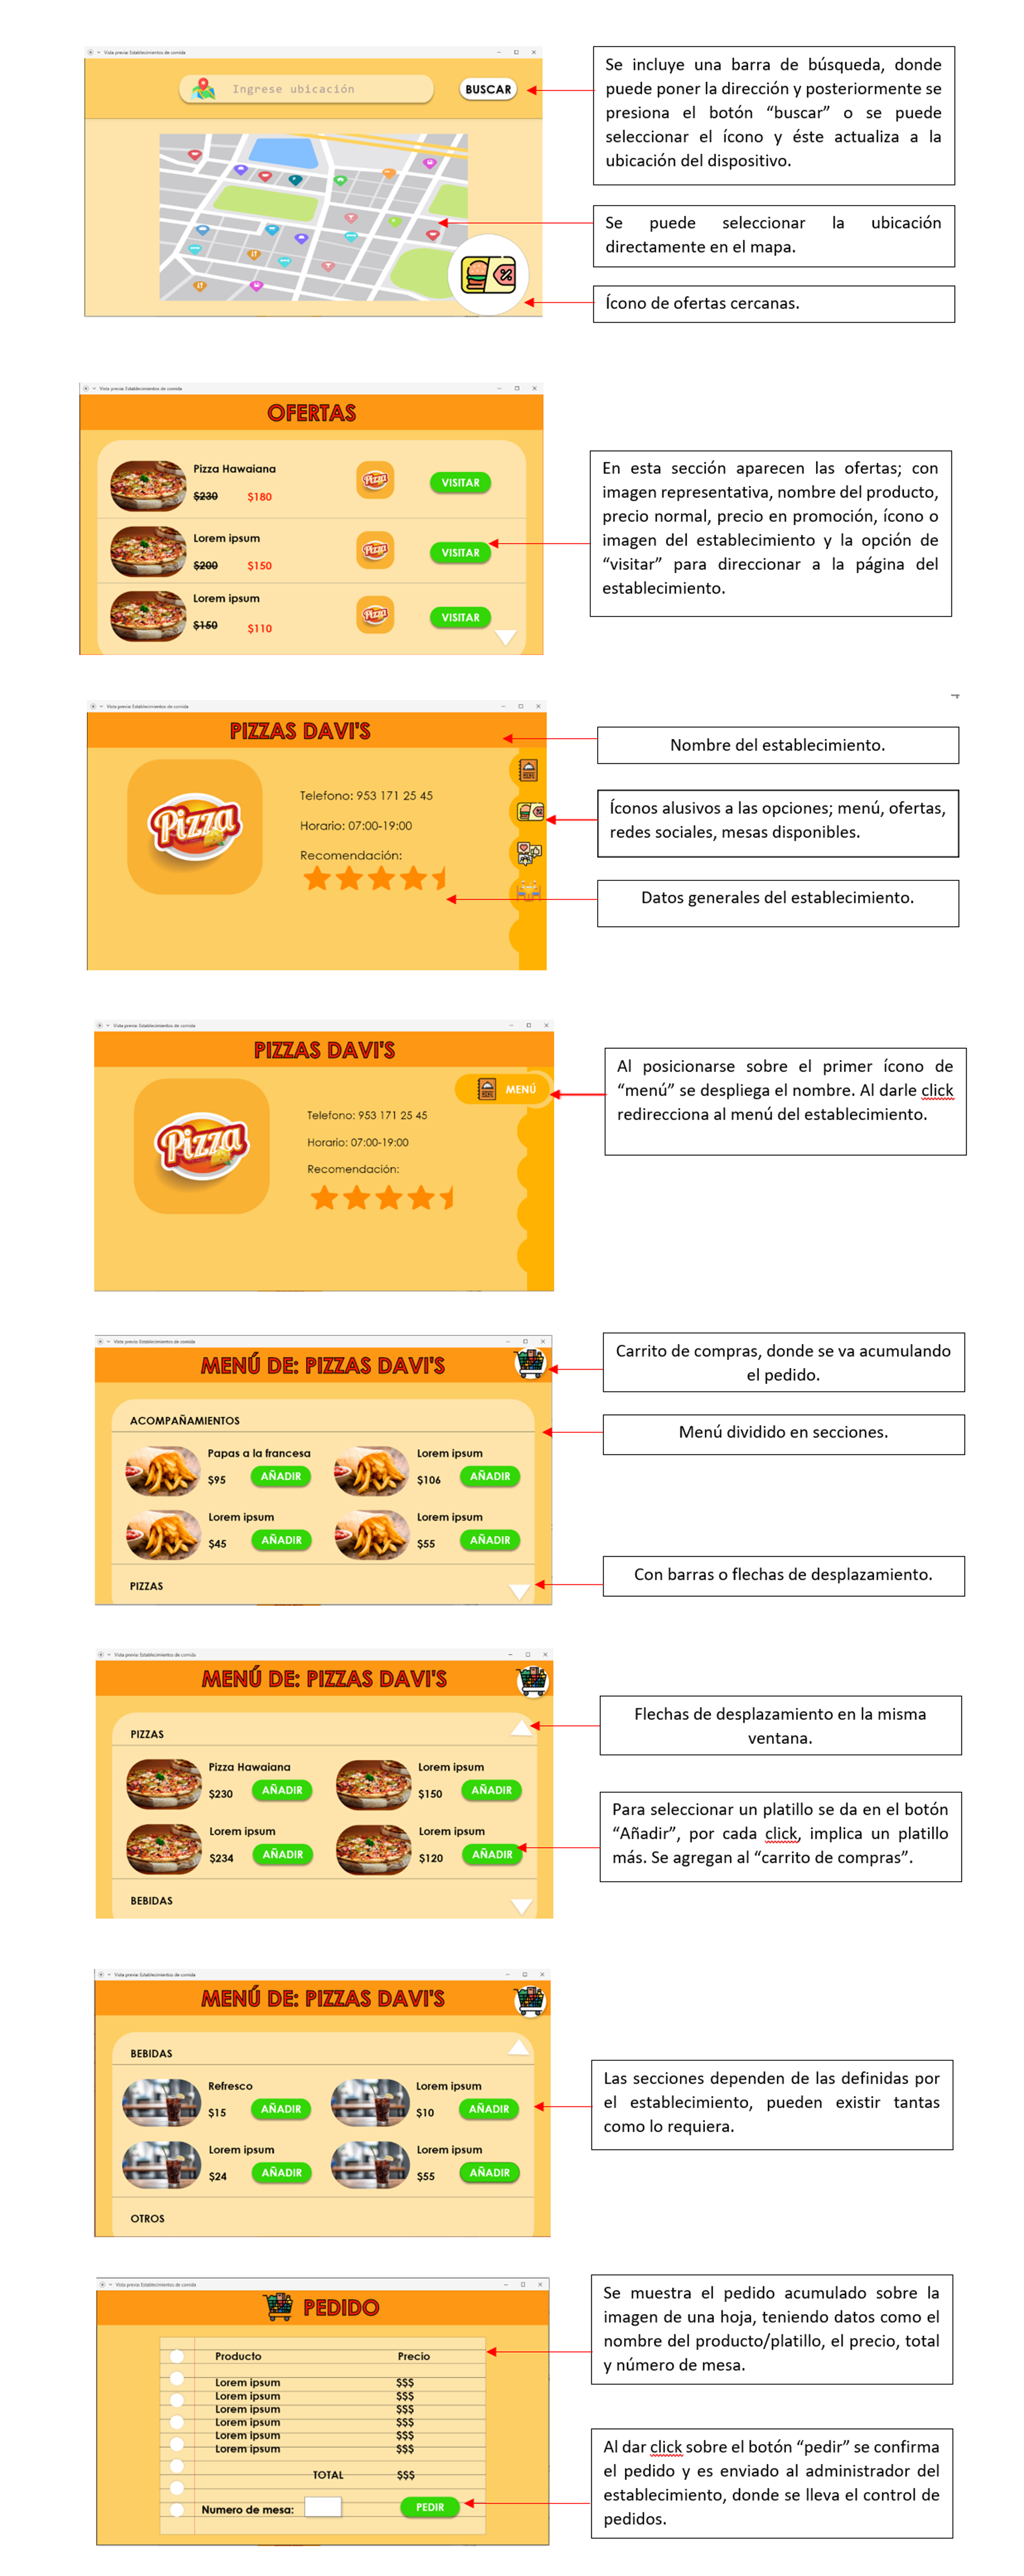 Vista previa: Establecimientos de comida
Ingrese ubicación
BUSCAR
Se incluye una barra de búsqueda, donde
puede poner la dirección y posteriormente se
presiona el botón “buscar” o se puede
seleccionar el ícono y éste actualiza a la
ubicación del dispositivo.
Se puede seleccionar la ubicación
directamente en el mapa.
Ícono de ofertas cercanas.
Vista previa: Establecimientos de comida
OFERTAS
Pizza Hawaiana
$230 $180
Pizza
VISITAR
Lorem ipsum
$200 $150
Pizza
VISITAR
Lorem ipsum
$150 $110
Pizza
VISITAR
En esta sección aparecen las ofertas; con
imagen representativa, nombre del producto,
precio normal, precio en promoción, ícono o
imagen del establecimiento y la opción de
“visitar” para direccionar a la página del
establecimiento.
Vista previa: Establecimientos de comida
PIZZAS DAVI'S
Pizza
Telefono: 953 171 25 45
Horario: 07:00-19:00
Recomendación:
Nombre del establecimiento.
Íconos alusivos a las opciones; menú, ofertas,
redes sociales, mesas disponibles.
Datos generales del establecimiento.
Vista previa: Establecimientos de comida
PIZZAS DAVI'S
MENÚ
Pizza
Telefono: 953 171 25 45
Horario: 07:00-19:00
Recomendación:
Al posicionarse sobre el primer ícono de
“menú” se despliega el nombre. Al darle click
redirecciona al menú del establecimiento.
Vista previa: Establecimientos de comida
MENÚ DE: PIZZAS DAVI'S
ACOMPAÑAMIENTOS
Papas a la francesa
$95 AÑADIR
Lorem ipsum
$106 AÑADIR
Lorem ipsum
$45 AÑADIR
Lorem ipsum
$55 AÑADIR
PIZZAS
Carrito de compras, donde se va acumulando
el pedido.
Menú dividido en secciones.
Con barras o flechas de desplazamiento.
Vista previa: Establecimientos de comida
MENÚ DE: PIZZAS DAVI'S
PIZZAS
Pizza Hawaiana
$230 AÑADIR
Lorem ipsum
$150 AÑADIR
Lorem ipsum
$234 AÑADIR
Lorem ipsum
$120 AÑADIR
BEBIDAS
Flechas de desplazamiento en la misma
ventana.
Para seleccionar un platillo se da en el botón
“Añadir”, por cada click, implica un platillo
más. Se agregan al “carrito de compras”.
Vista previa: Establecimientos de comida
MENÚ DE: PIZZAS DAVI'S
BEBIDAS
Refresco
$15 AÑADIR
Lorem ipsum
$10 AÑADIR
Lorem ipsum
$24 AÑADIR
Lorem ipsum
$55 AÑADIR
OTROS
Las secciones dependen de las definidas por
el establecimiento, pueden existir tantas
como lo requiera.
Vista previa: Establecimientos de comida
PEDIDO
Producto Precio
Lorem ipsum $$$
Lorem ipsum $$$
Lorem ipsum $$$
Lorem ipsum $$$
Lorem ipsum $$$
Lorem ipsum $$$
TOTAL $$$
Numero de mesa:
PEDIR
Se muestra el pedido acumulado sobre la
imagen de una hoja, teniendo datos como el
nombre del producto/platillo, el precio, total
y número de mesa.
Al dar click sobre el botón “pedir” se confirma
el pedido y es enviado al administrador del
establecimiento, donde se lleva el control de
pedidos.